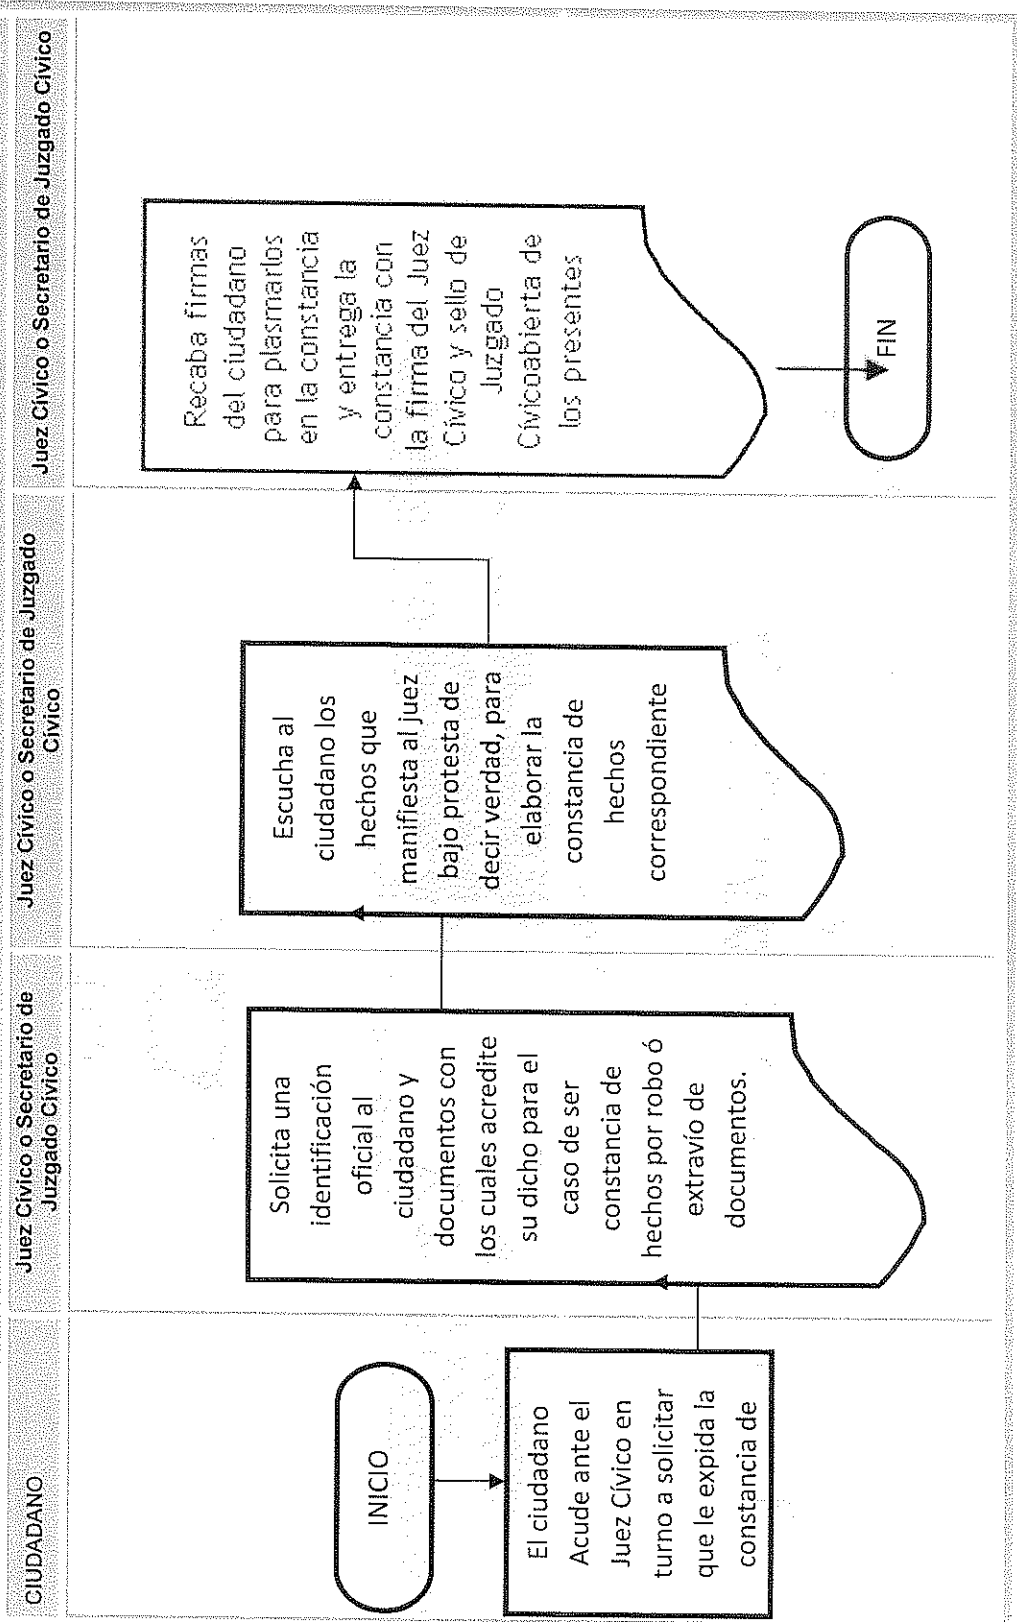 CIUDADANO
Juez Cívico o Secretario de
Juzgado Cívico
Juez Cívico o Secretario de Juzgado
Cívico
Juez Cívico o Secretario de Juzgado Cívico
INICIO
El ciudadano
Acude ante el
Juez Cívico en
turno a solicitar
que le expida la
constancia de
Solicita una
identificación
oficial al
ciudadano y
documentos con
los cuales acredite
su dicho para el
caso de ser
constancia de
hechos por robo ó
extravío de
documentos.
Escucha al
ciudadano los
hechos que
manifiesta al juez
bajo protesta de
decir verdad, para
elaborar la
constancia de
hechos
correspondiente
Recaba firmas
del ciudadano
para plasmarlos
en la constancia
y entrega la
constancia con
la firma del Juez
Cívico y sello de
Juzgado
Cívicoabierta de
los presentes
FIN